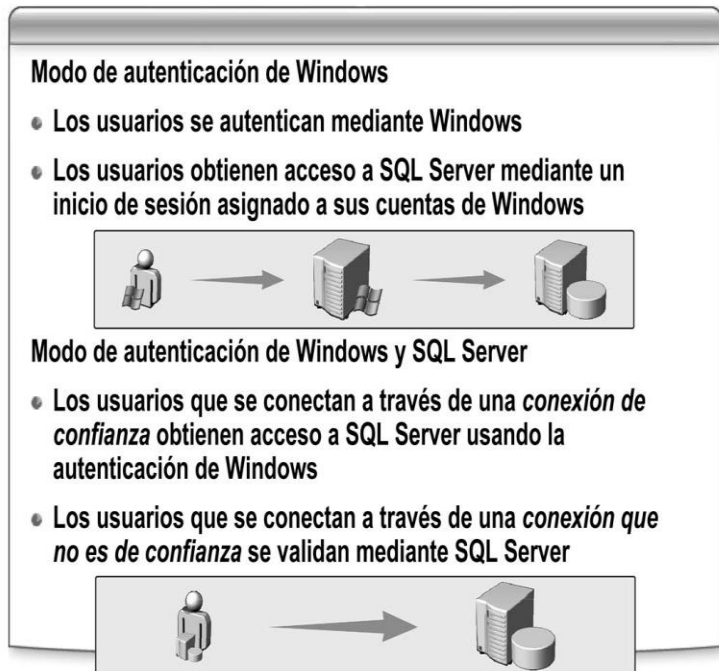 Modo de autenticación de Windows
Los usuarios se autentican mediante Windows
Los usuarios obtienen acceso a SQL Server mediante un
inicio de sesión asignado a sus cuentas de Windows
Modo de autenticación de Windows y SQL Server
Los usuarios que se conectan a través de una conexión de
confianza obtienen acceso a SQL Server usando la
autenticación de Windows
Los usuarios que se conectan a través de una conexión que
no es de confianza se validan mediante SQL Server